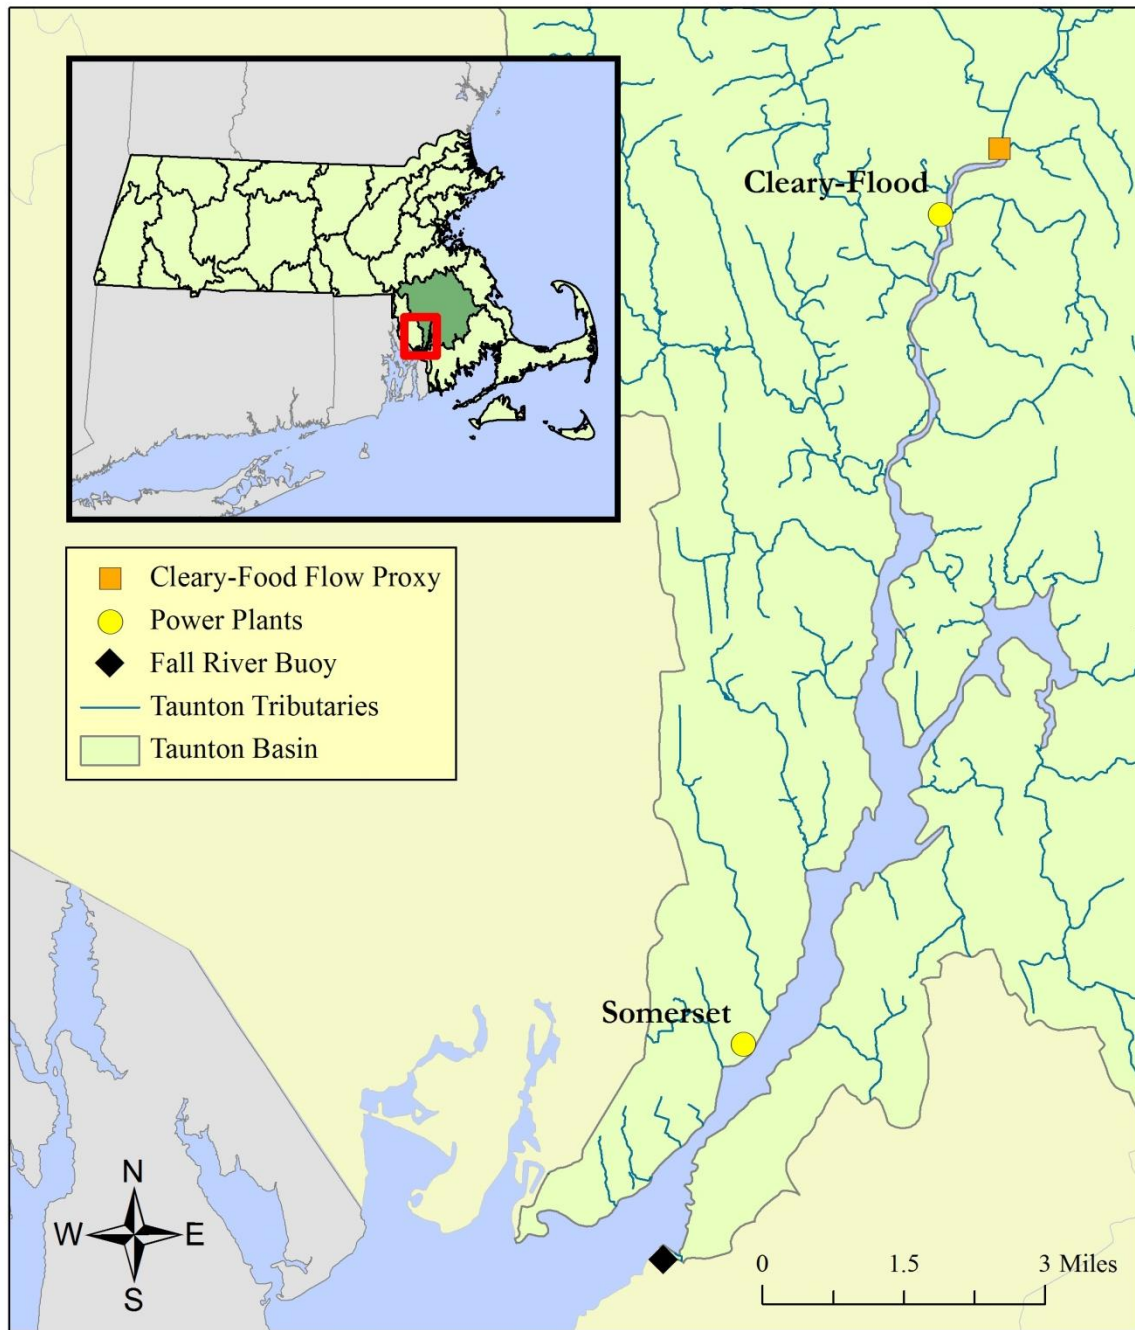 Cleary-Flood
Cleary-Food Flow Proxy
Power Plants
Fall River Buoy
Taunton Tributaries
Taunton Basin
Somerset
N
W E
S
0 1.5 3 Miles